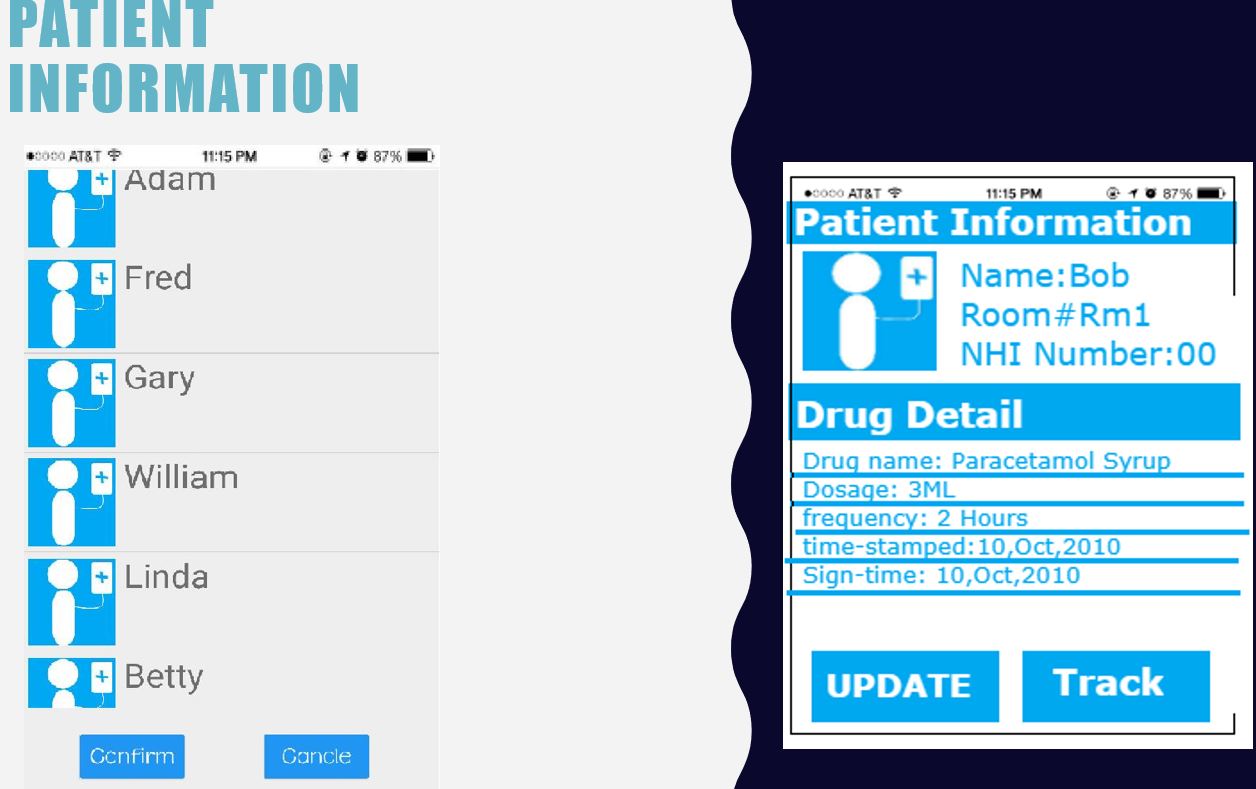 PATIENT
INFORMATION
AT&T 11:15 PM 87%
Adam
Fred
Gary
William
Linda
Betty
Confirm Cancle
AT&T 11:15 PM 87%
Patient Information
Name:Bob
Room#Rm1
NHI Number:00
Drug Detail
Drug name: Paracetamol Syrup
Dosage: 3ML
frequency: 2 Hours
time-stamped:10,Oct,2010
Sign-time: 10,Oct,2010
UPDATE Track